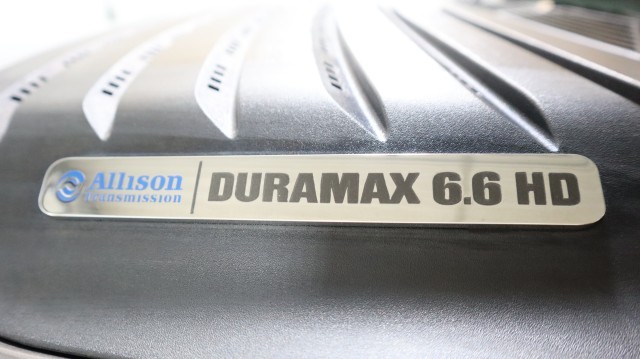 Allison
Transmission
DURAMAX 6.6 HD